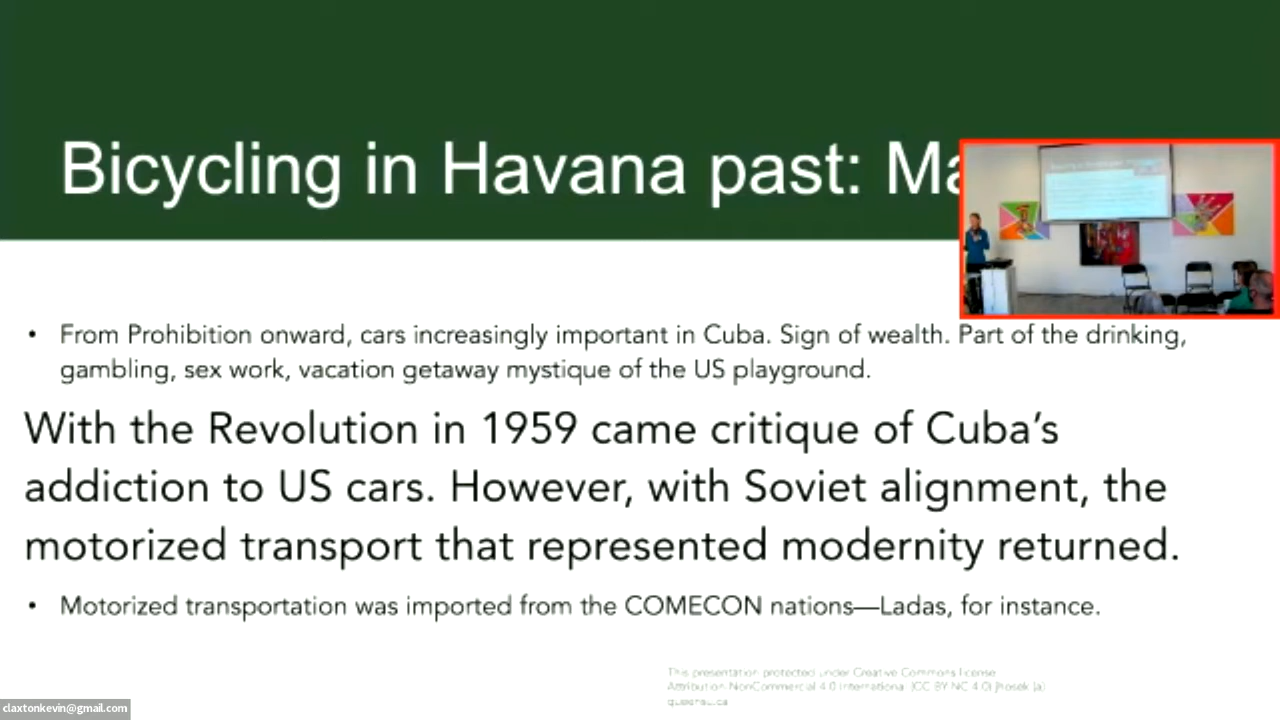 Bicycling in Havana past: Ma
• From Prohibition onward, cars increasingly important in Cuba. Sign of wealth. Part of the drinking,
gambling, sex work, vacation getaway mystique of the US playground.
With the Revolution in 1959 came critique of Cuba’s
addiction to US cars. However, with Soviet alignment, the
motorized transport that represented modernity returned.
• Motorized transportation was imported from the COMECON nations—Ladas, for instance.
This presentation protected under Creative Commons license
Attribution-NonCommercial 4.0 International (CC BY NC 4.0)
claxtonkevin@gmail.com